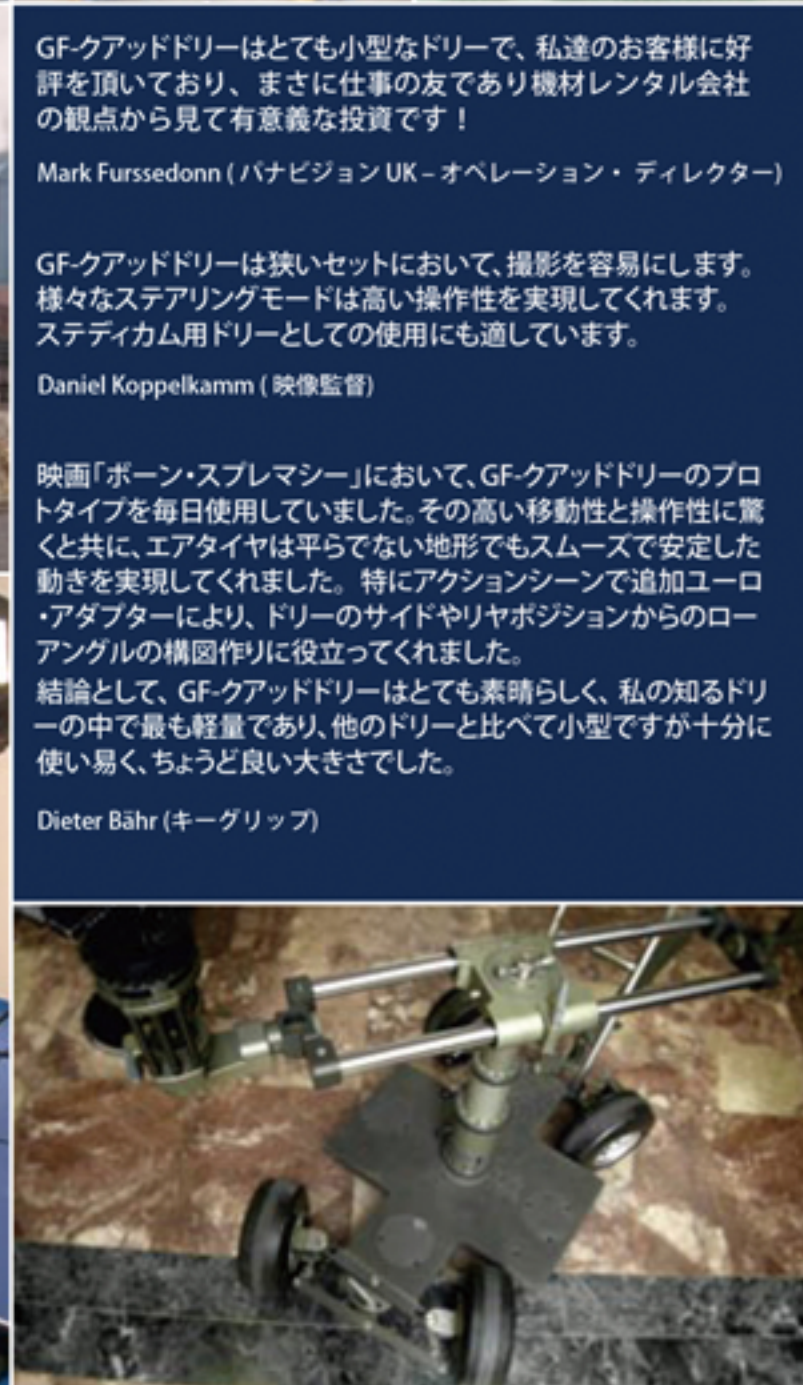 GF-クアッドドリーはとても小型なドリーで、私達のお客様に好
評を頂いており、まさに仕事の友であり機材レンタル会社
の観点から見て有意義な投資です！
Mark Furssedonn ( パナビジョン UK – オペレーション・ ディレクター)
GF-クアッドドリーは狭いセットにおいて、撮影を容易にします。
様々なステアリングモードは高い操作性を実現してくれます。
ステディカム用ドリーとしての使用にも適しています。
Daniel Koppelkamm ( 映像監督)
映画「ボーン・スプレマシー」において、GF-クアッドドリーのプロ
トタイプを毎日使用していました。その高い移動性と操作性に驚
くと共に、エアタイヤは平らでない地形でもスムーズで安定した
動きを実現してくれました。 特にアクションシーンで追加ユーロ
・アダプターにより、ドリーのサイドやリヤポジションからのロー
アングルの構図作りに役立ってくれました。
結論として、GF-クアッドドリーはとても素晴らしく、私の知るドリ
ーの中で最も軽量であり、他のドリーと比べて小型ですが十分に
使い易く、ちょうど良い大きさでした。
Dieter Bähr (キーグリップ)